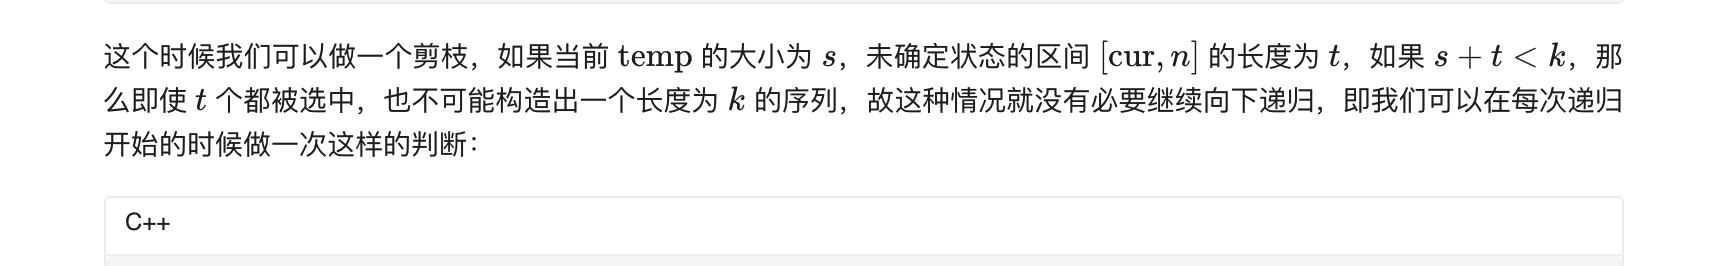 这个时候我们可以做一个剪枝，如果当前 temp 的大小为 s，未确定状态的区间 [cur, n] 的长度为 t，如果 s + t < k，那
么即使 t 个都被选中，也不可能构造出一个长度为 k 的序列，故这种情况就没有必要继续向下递归，即我们可以在每次递归
开始的时候做一次这样的判断：
C++